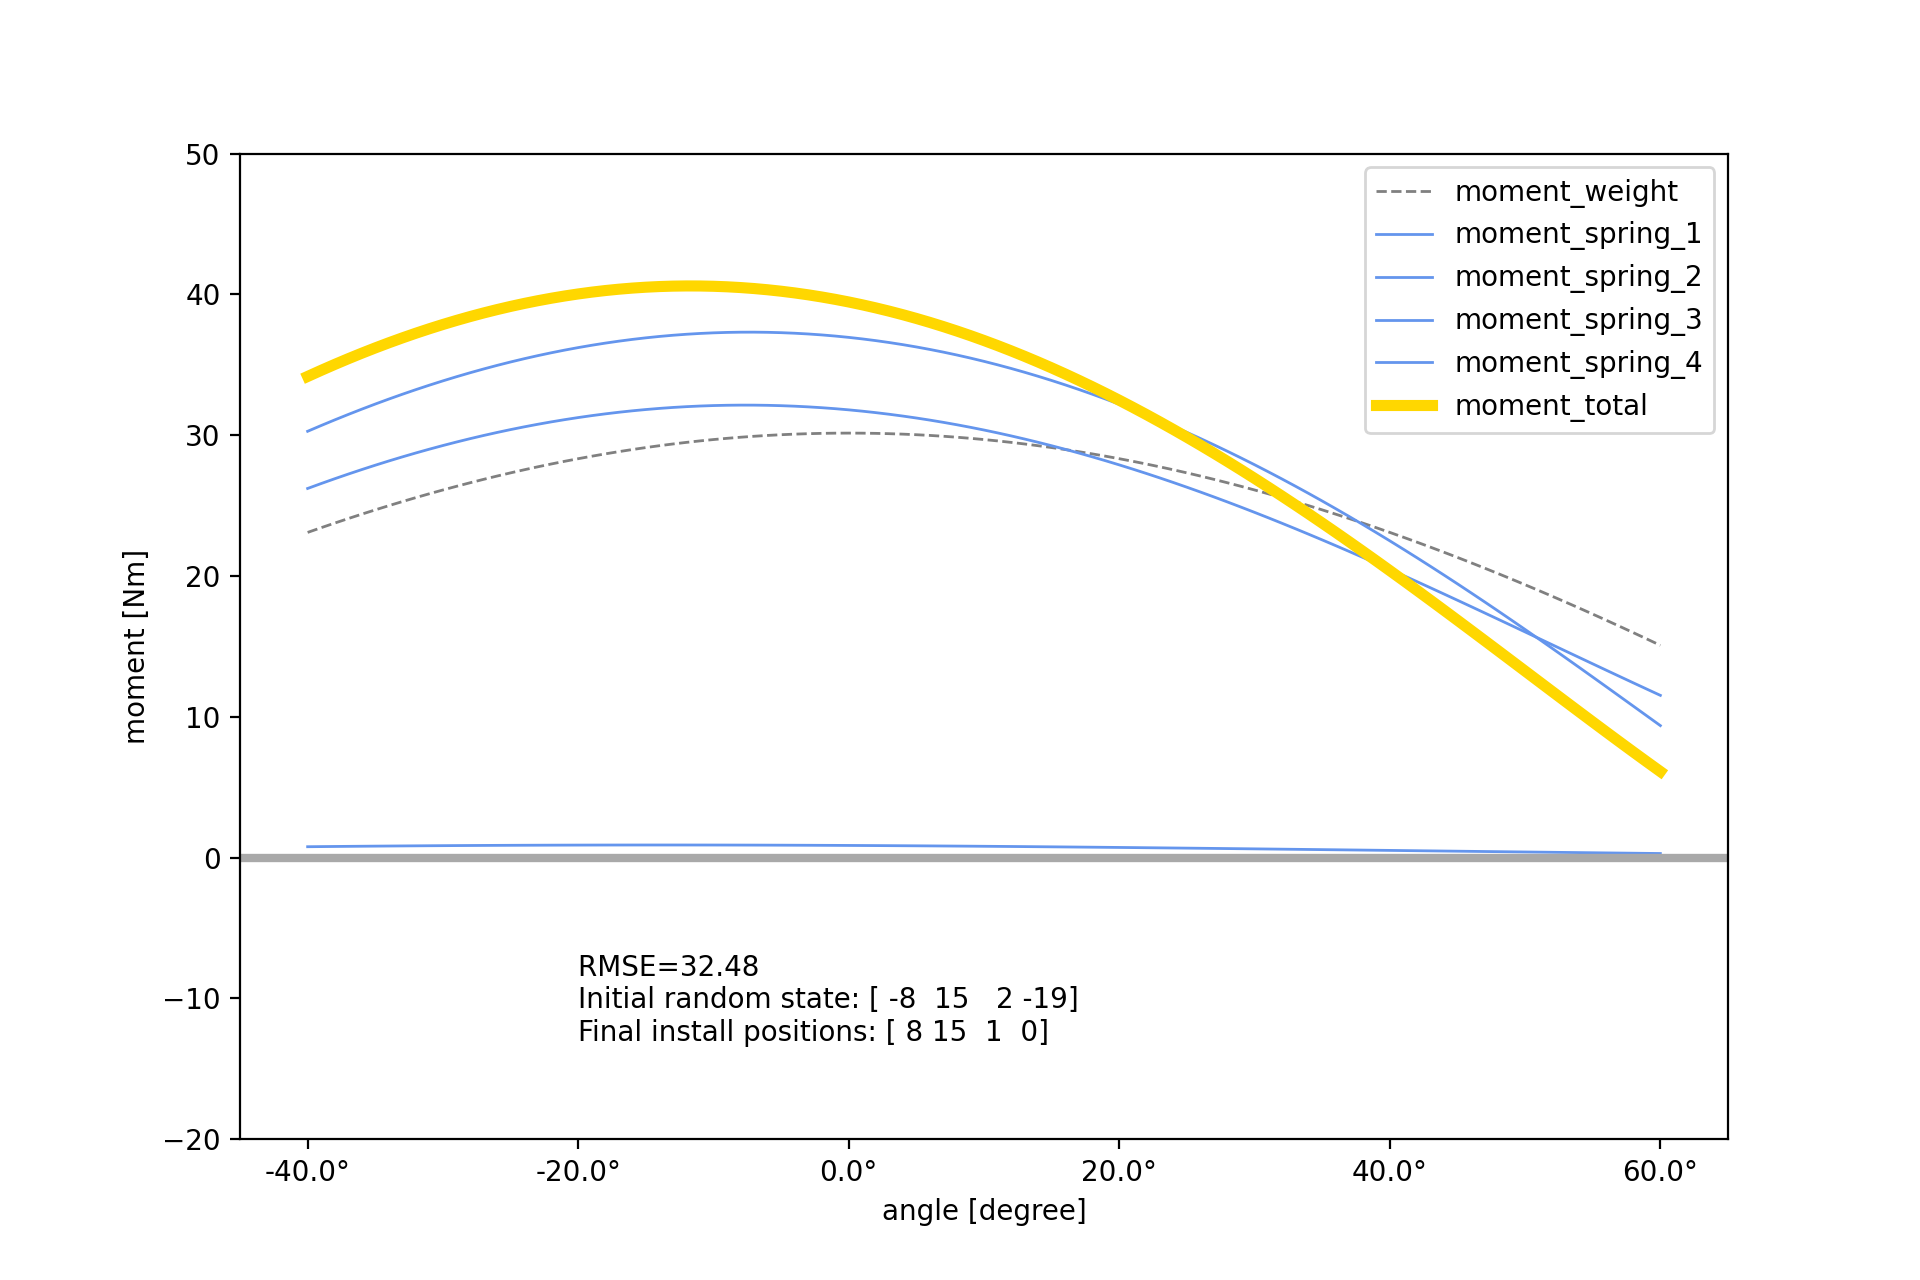 50
40
30
20
10
0
−10
−20
moment [Nm]
moment_weight
moment_spring_1
moment_spring_2
moment_spring_3
moment_spring_4
moment_total
RMSE=32.48
Initial random state: [ -8  15   2 -19]
Final install positions: [ 8 15  1  0]
-40.0° -20.0° 0.0° 20.0° 40.0° 60.0°
angle [degree]